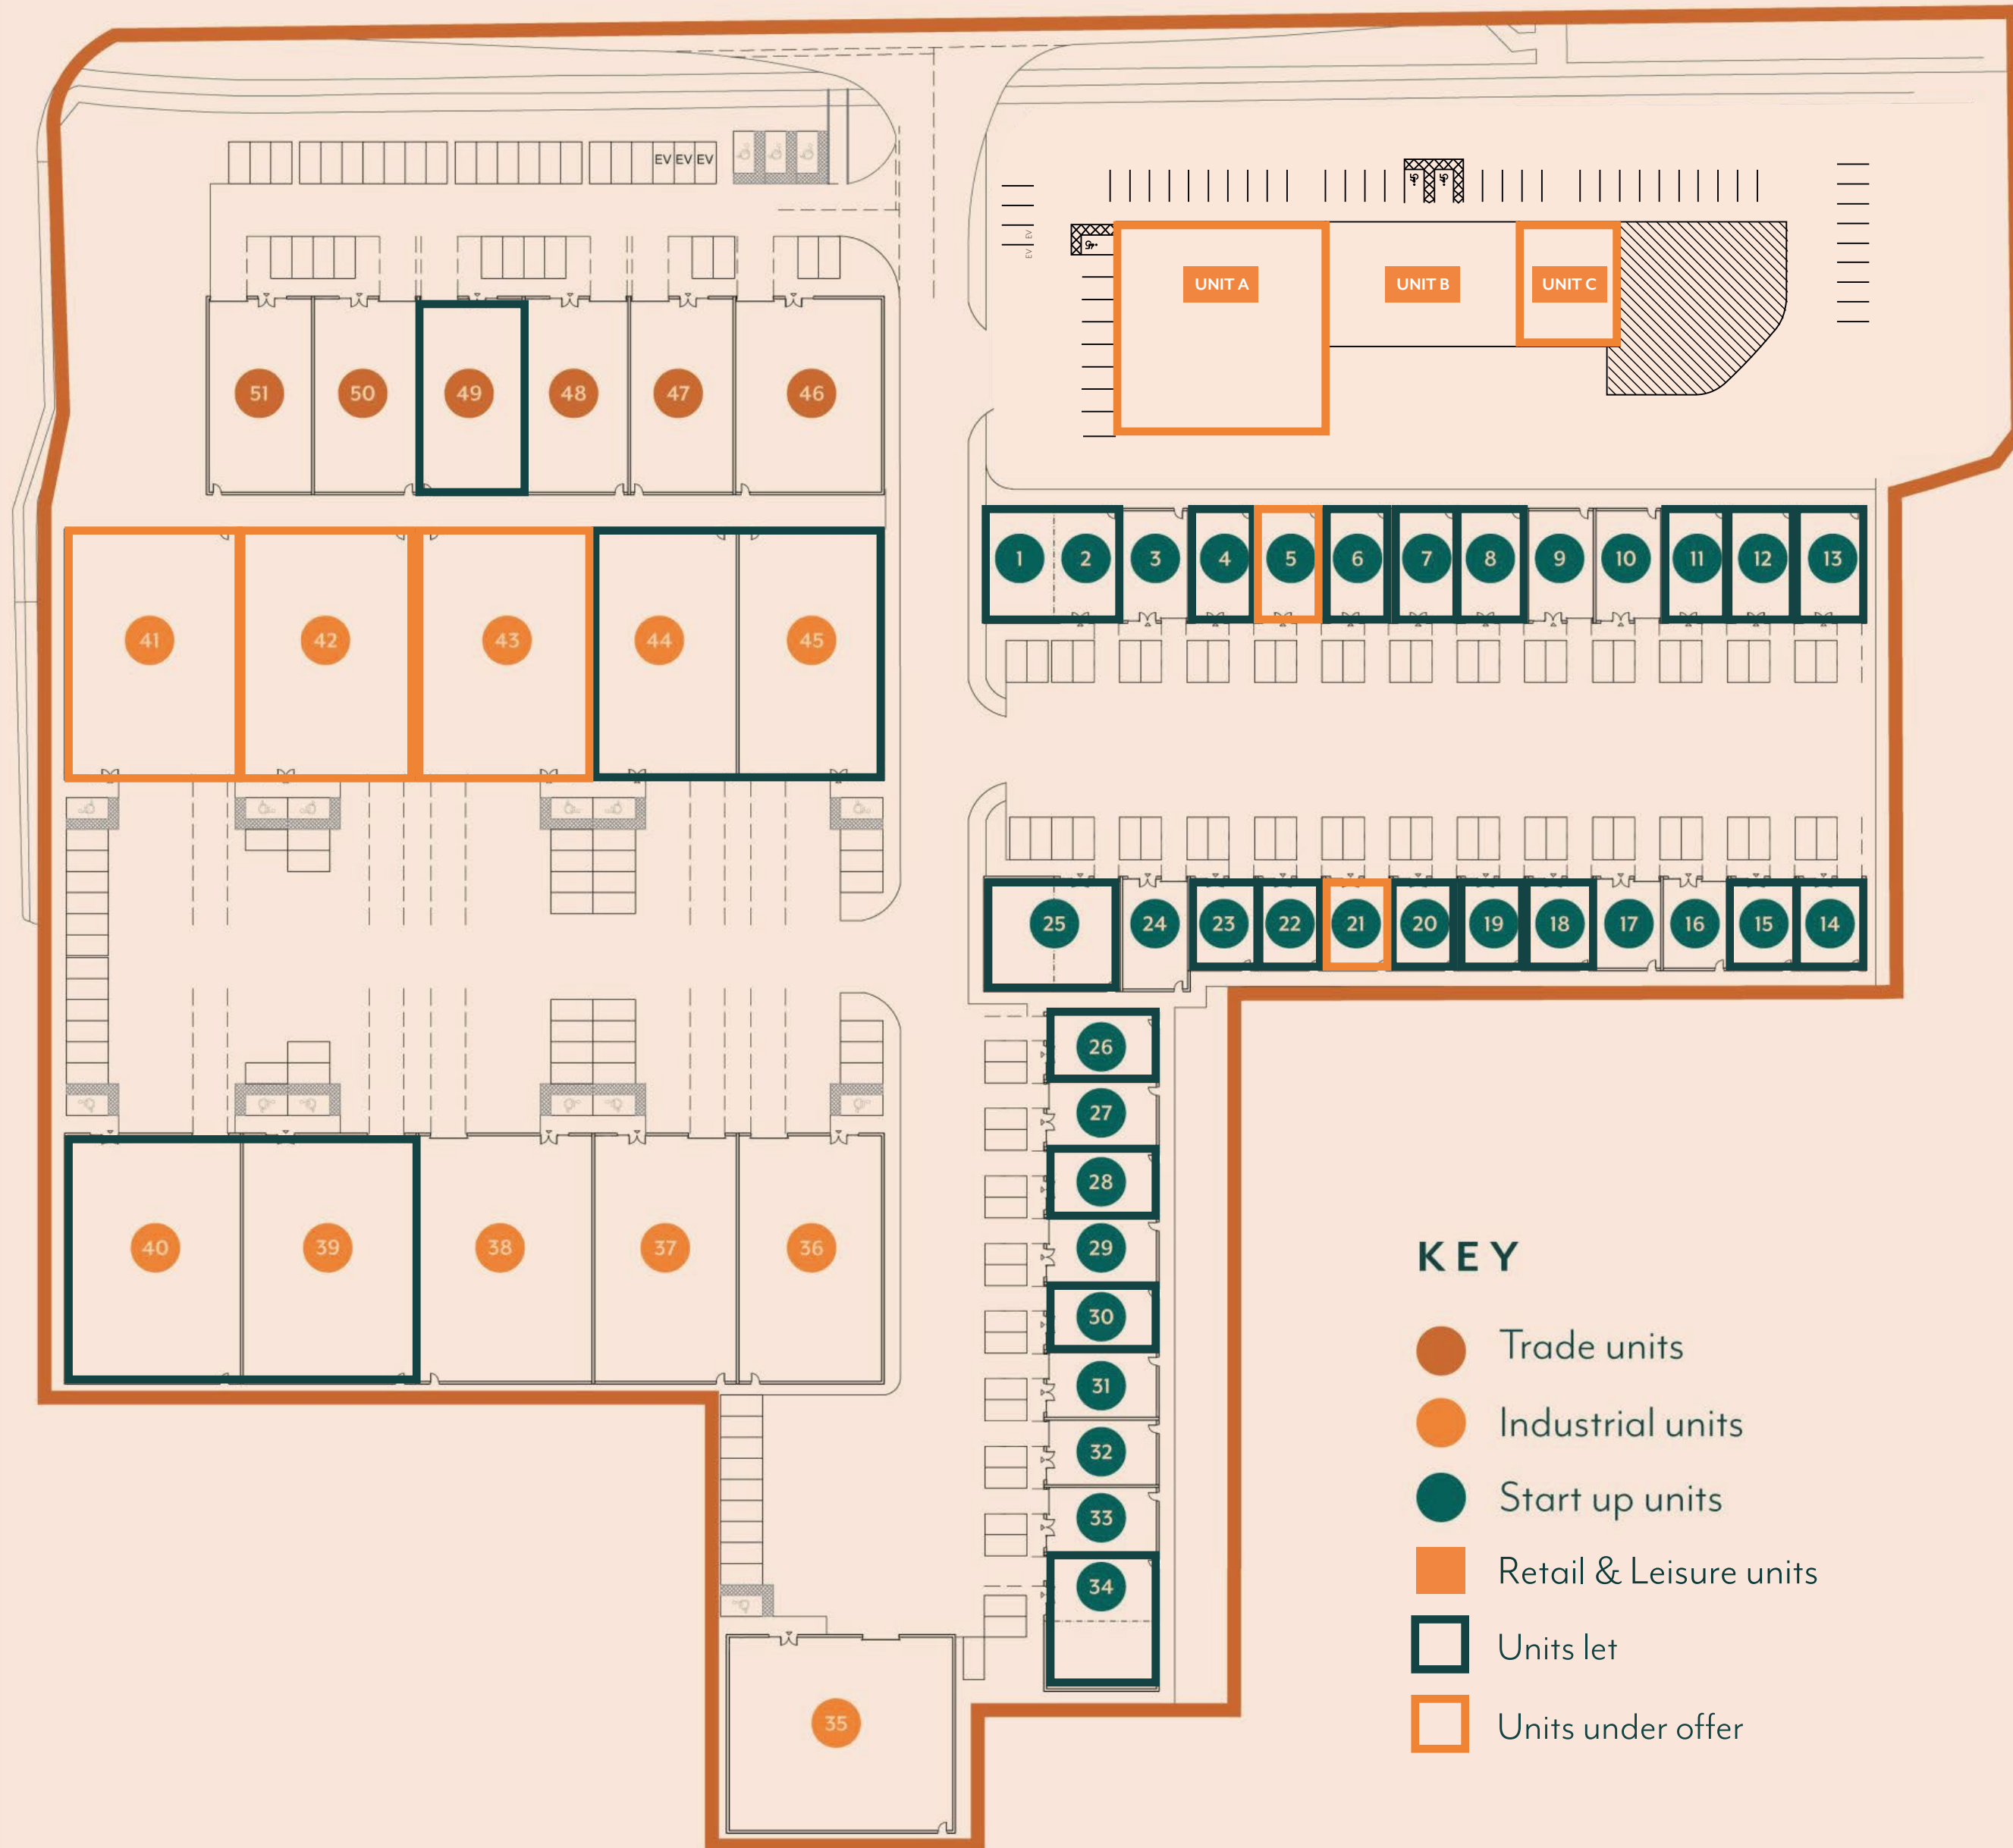 EV EV EV
EV EV
UNIT A UNIT B UNIT C
51 50 49 48 47 46
1 2 3 4 5 6 7 8 9 10 11 12 13
41 42 43 44 45
25 24 23 22 21 20 19 18 17 16 15 14
26
27
28
29
30
31
32
33
34
40 39 38 37 36
35
KEY
Trade units
Industrial units
Start up units
Retail & Leisure units
Units let
Units under offer